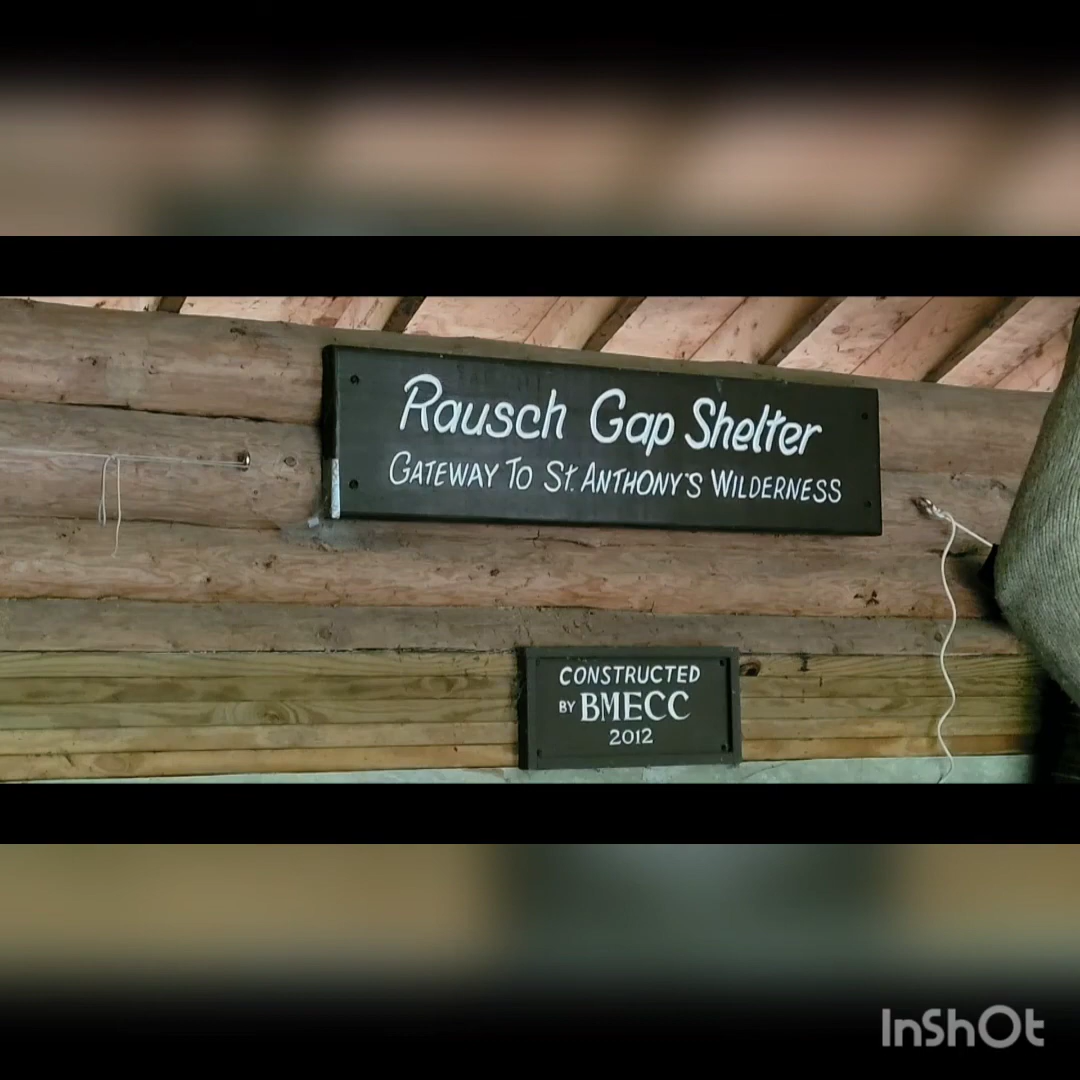 Rausch Gap Shelter
GATEWAY TO St. ANTHONY'S WILDERNESS
CONSTRUCTED
BY BMECC
2012
InShOt